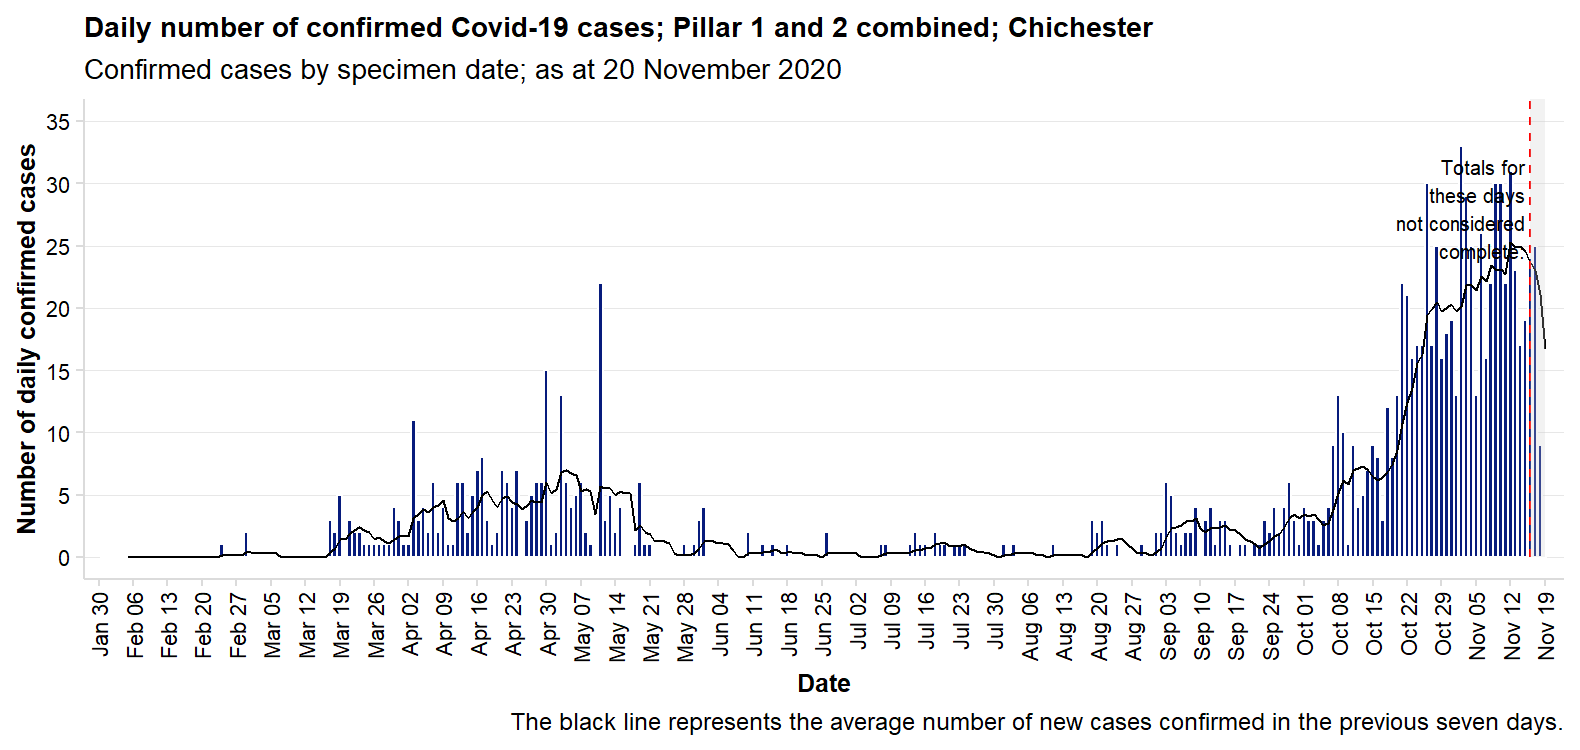 Daily number of confirmed Covid-19 cases; Pillar 1 and 2 combined; Chichester
Confirmed cases by specimen date; as at 20 November 2020
Number of daily confirmed cases
35
30
25
20
15
10
5
0
Totals for
these days
not considered
complete.
Jan 30
Feb 06
Feb 13
Feb 20
Feb 27
Mar 05
Mar 12
Mar 19
Mar 26
Apr 02
Apr 09
Apr 16
Apr 23
Apr 30
May 07
May 14
May 21
May 28
Jun 04
Jun 11
Jun 18
Jun 25
Jul 02
Jul 09
Jul 16
Jul 23
Jul 30
Aug 06
Aug 13
Aug 20
Aug 27
Sep 03
Sep 10
Sep 17
Sep 24
Oct 01
Oct 08
Oct 15
Oct 22
Oct 29
Nov 05
Nov 12
Nov 19
Date
The black line represents the average number of new cases confirmed in the previous seven days.